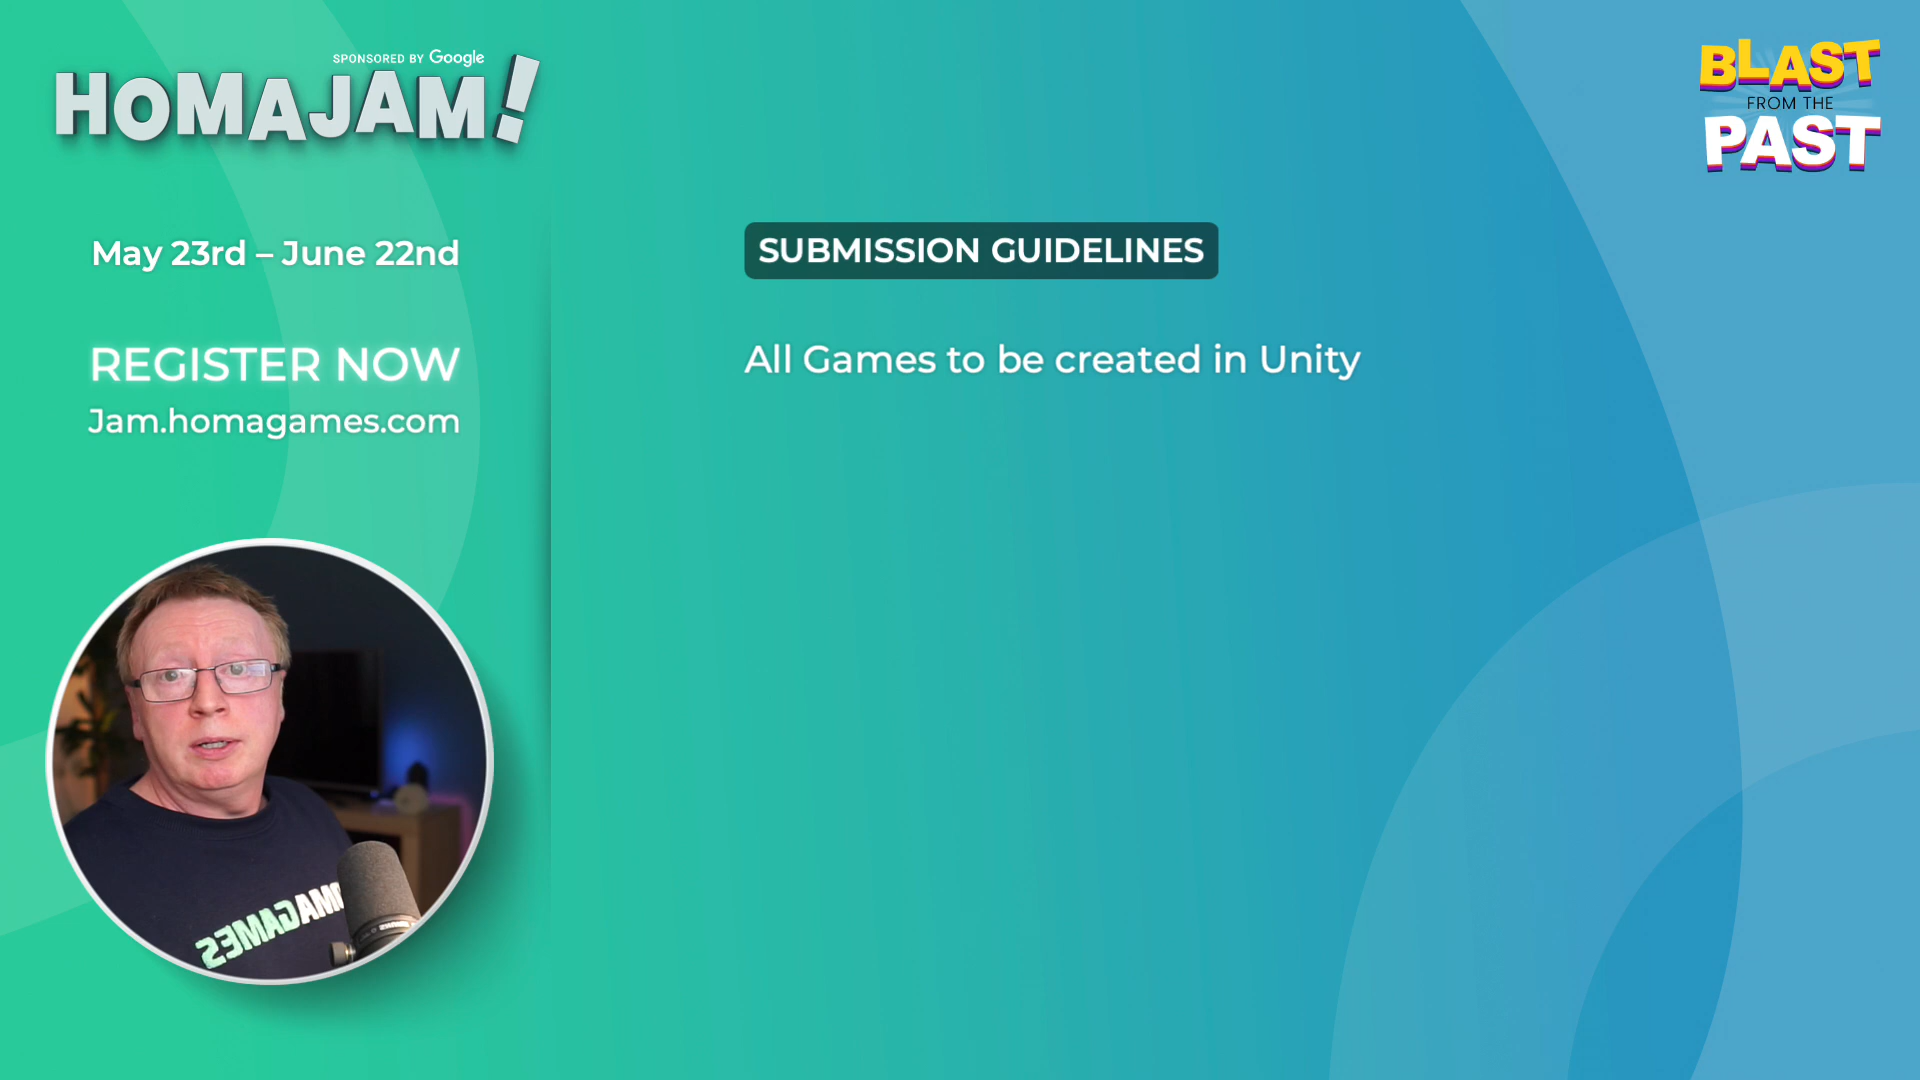 SPONSORED BY Google
HOMAJAM!
BLAST
FROM THE
PAST
May 23rd – June 22nd
REGISTER NOW
Jam.homagames.com
SUBMISSION GUIDELINES
All Games to be created in Unity
OMAGAMES